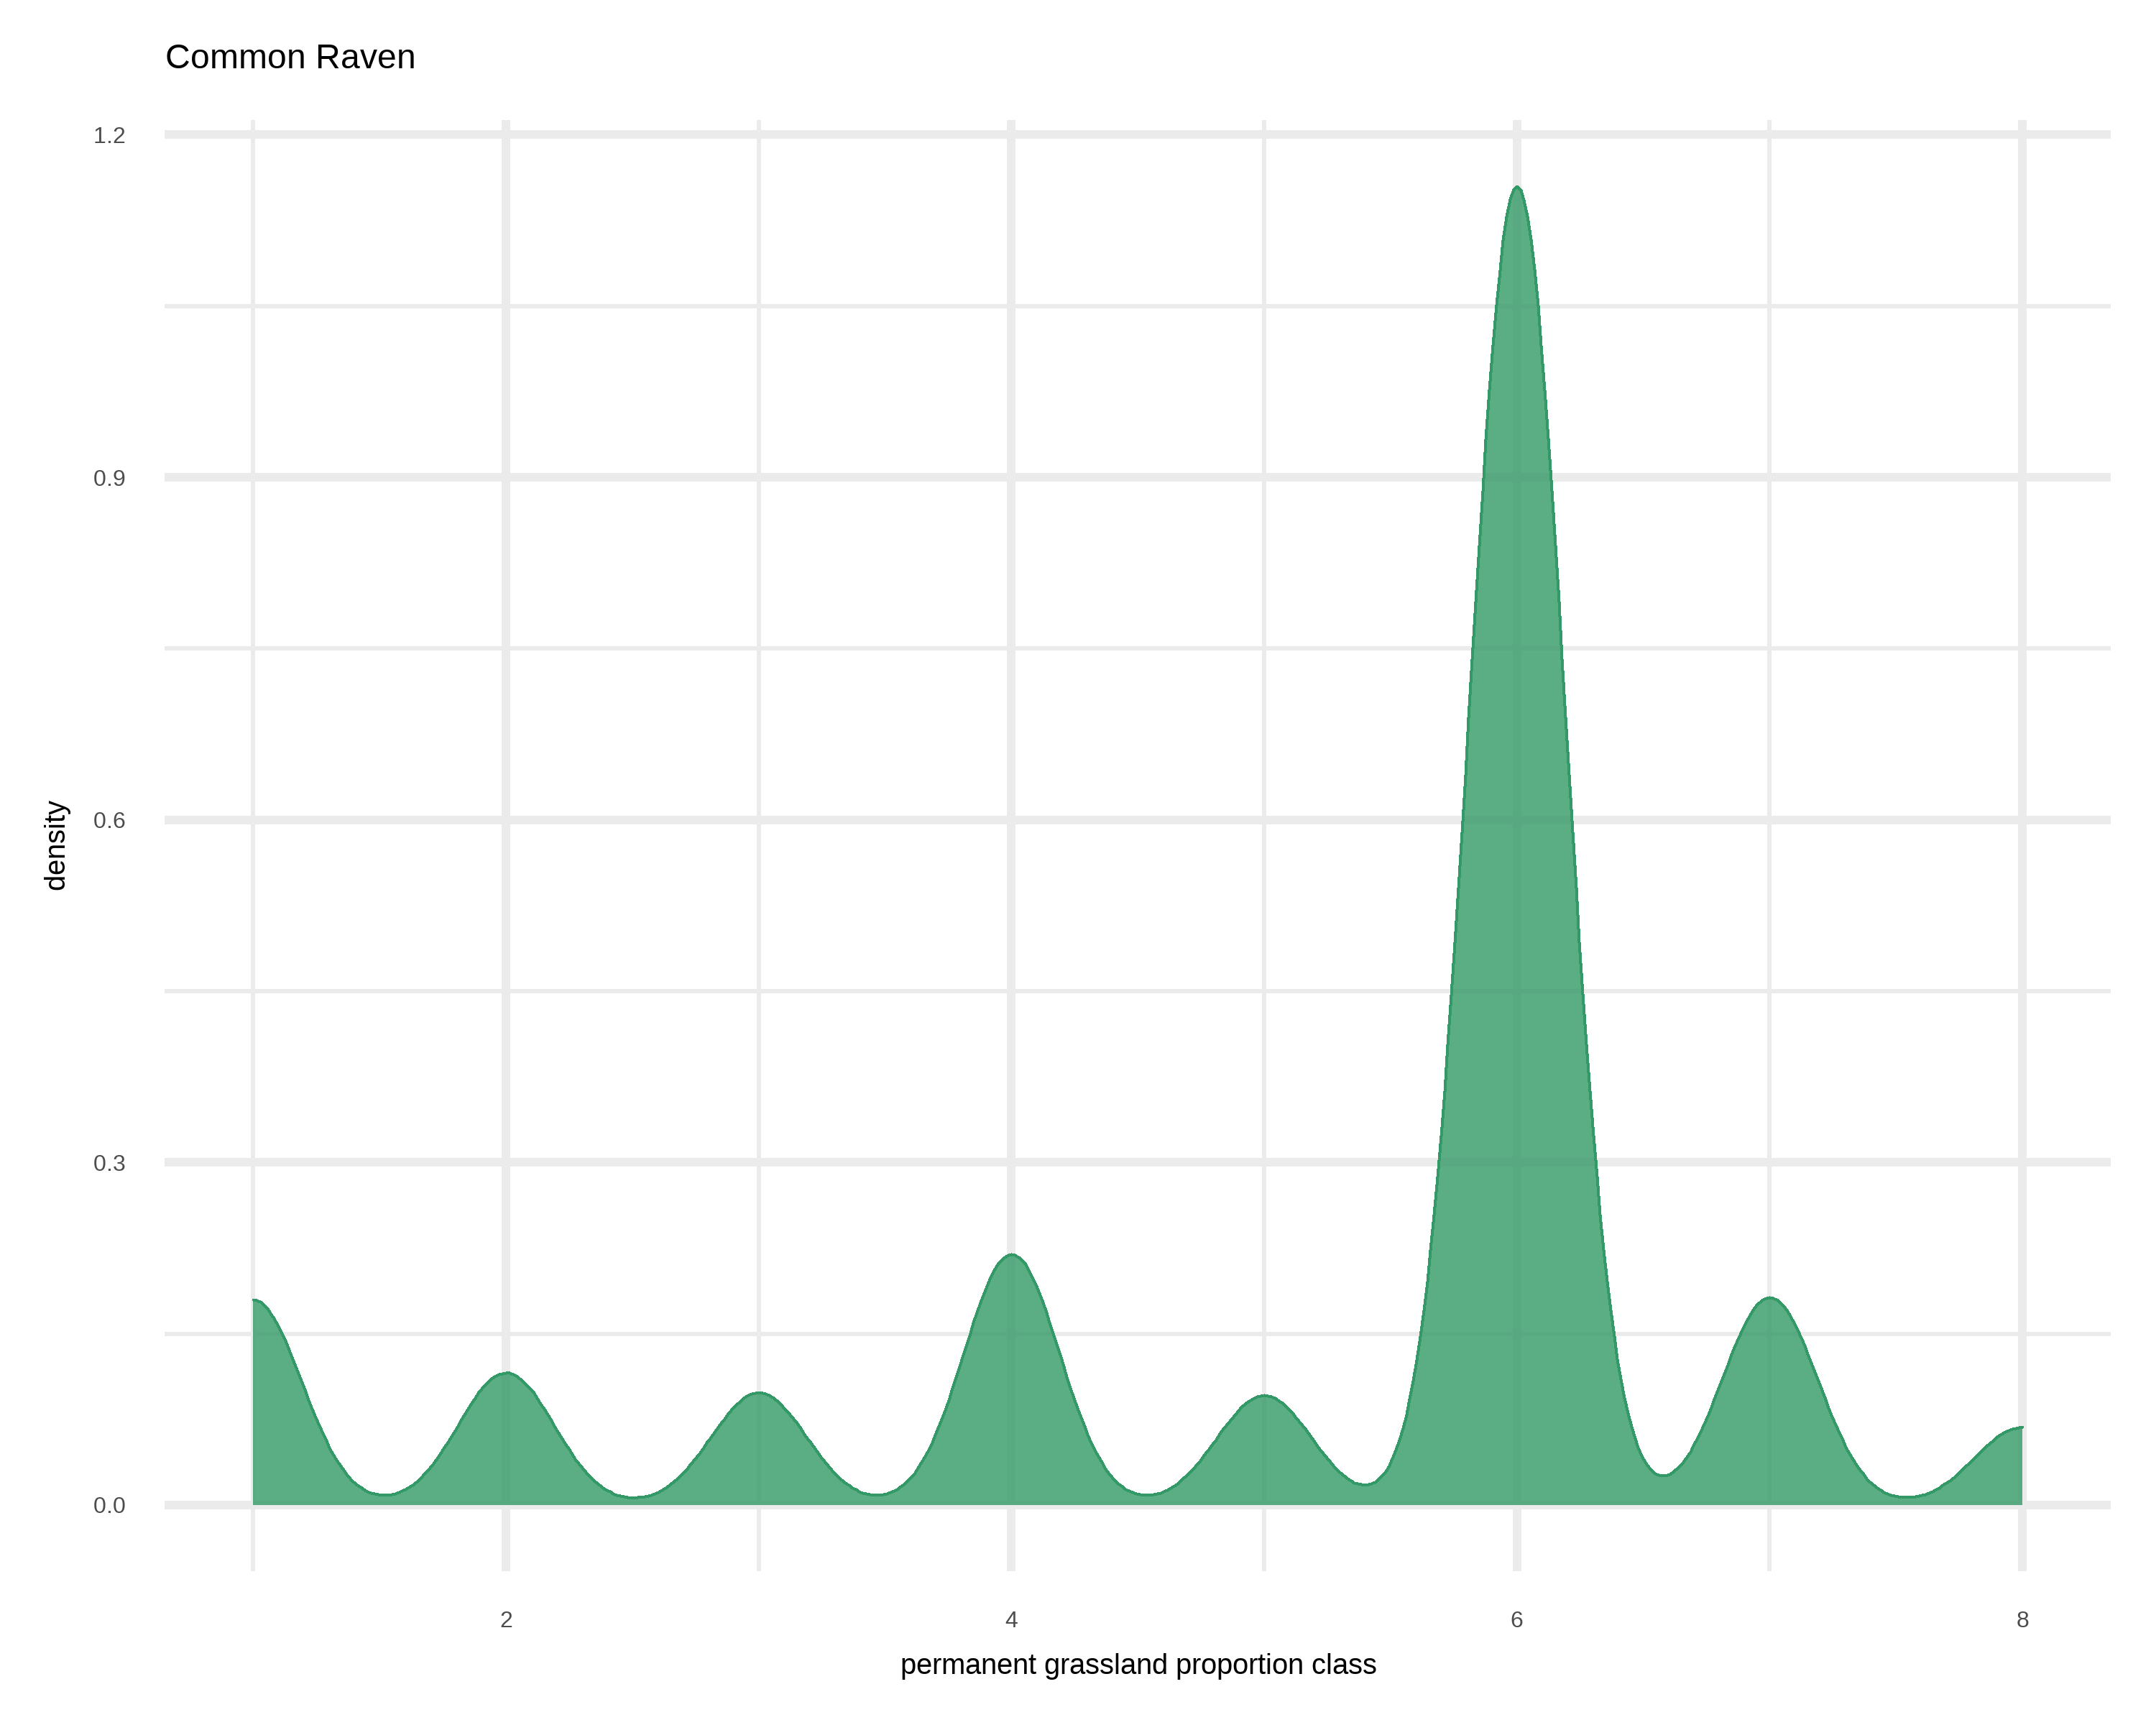 Common Raven
1.2
0.9
0.6
0.3
0.0
density
2 4 6 8
permanent grassland proportion class